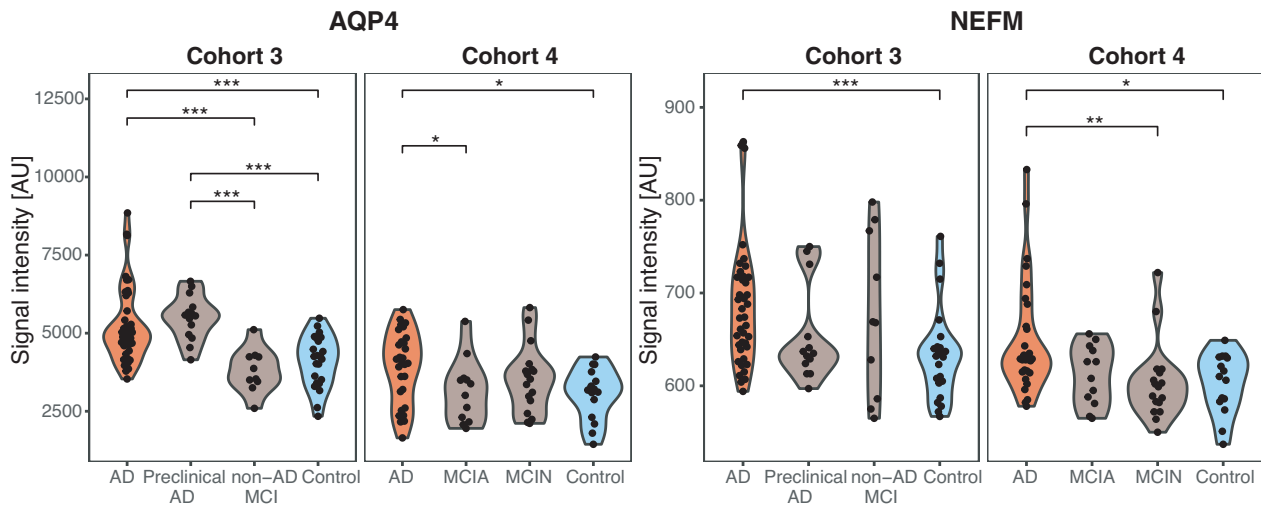 AQP4
NEFM
Cohort 3
Cohort 4
Cohort 3
Cohort 4
Signal intensity [AU]
12500
10000
7500
5000
2500
***
***
***
***
*
*
AD
Preclinical AD
non-AD MCI
Control
AD
MCIA
MCIN
Control
Signal intensity [AU]
900
800
700
600
***
*
**
AD
Preclinical AD
non-AD MCI
Control
AD
MCIA
MCIN
Control